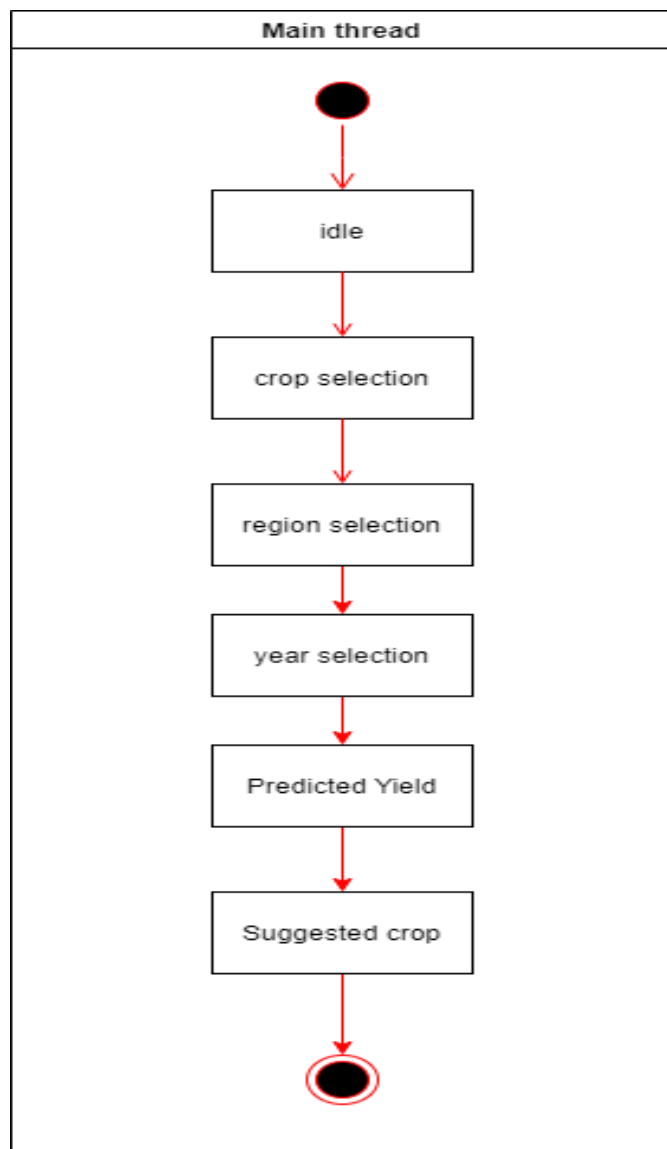 Main thread
idle
crop selection
region selection
year selection
Predicted Yield
Suggested crop